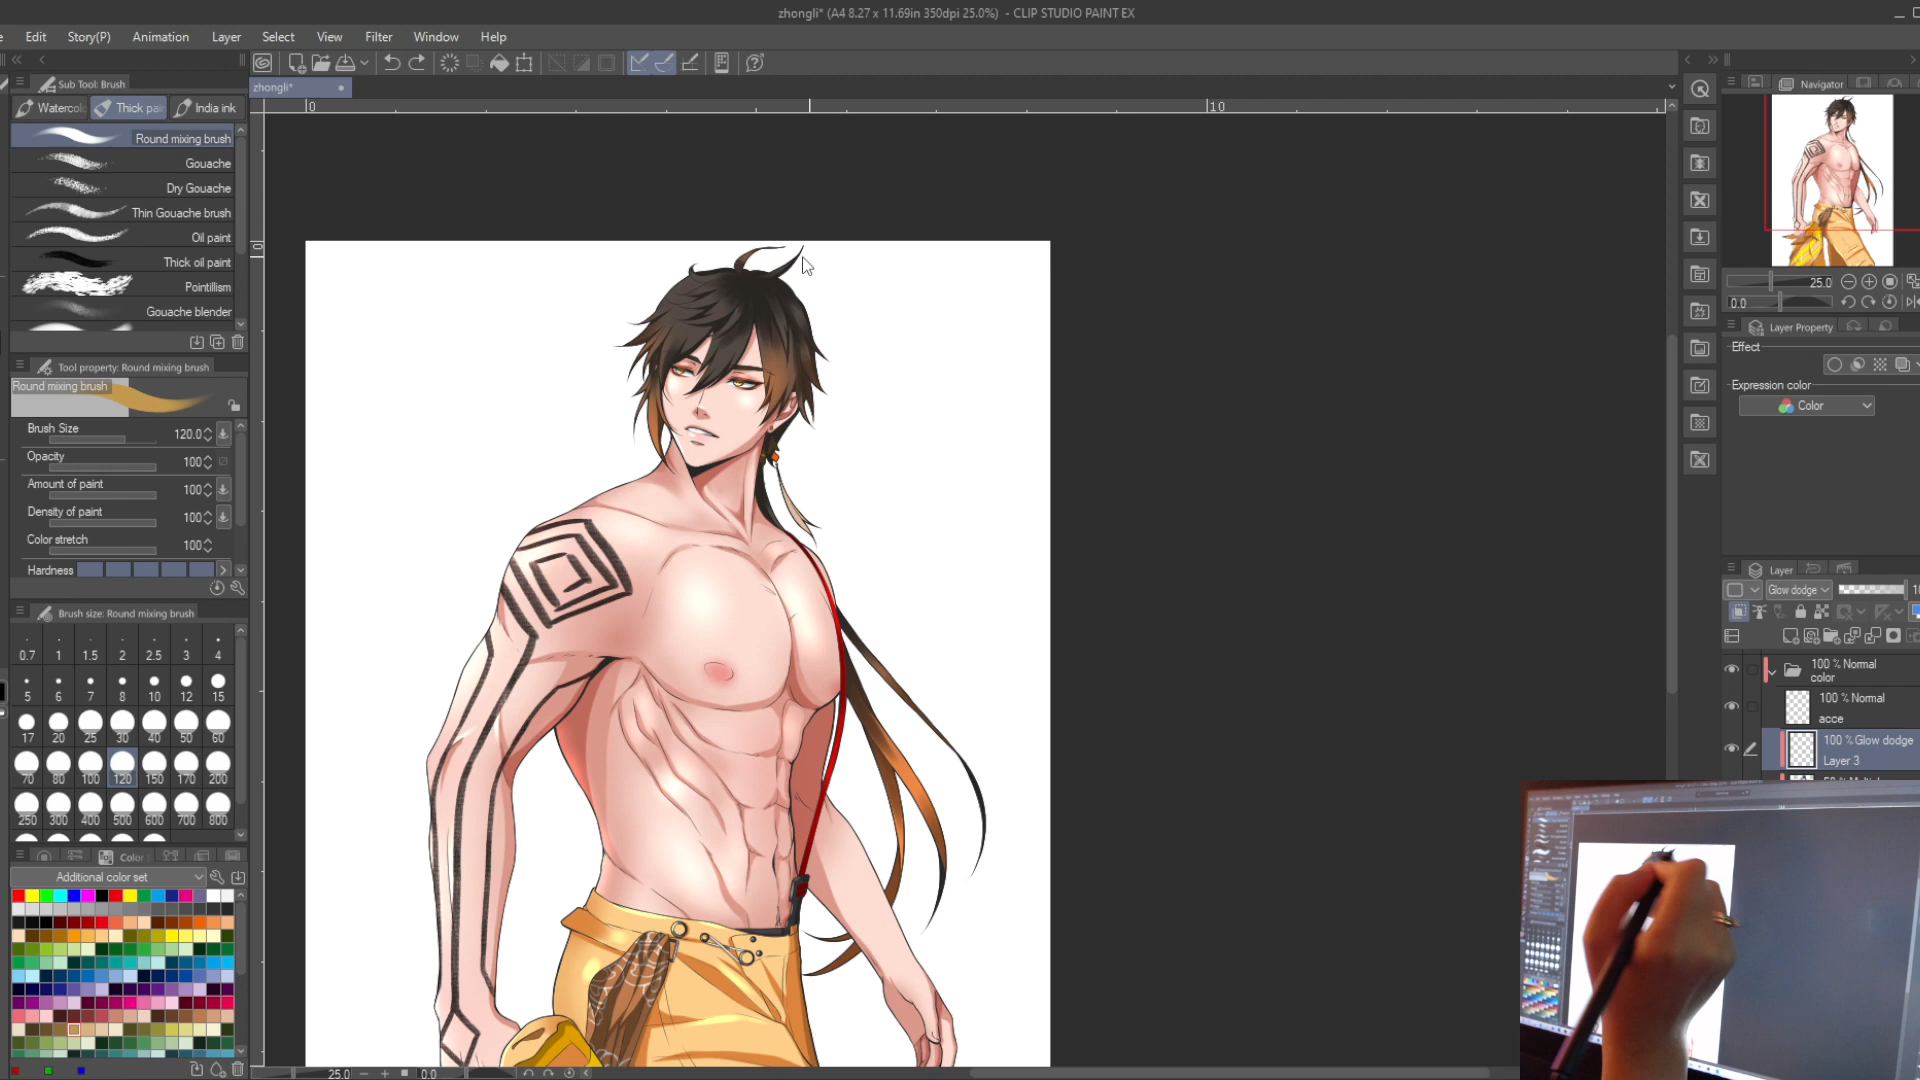 zhongli* (A4 8.27 x 11.69in 350dpi 25.0%) - CLIP STUDIO PAINT EX
Edit Story(P) Animation Layer Select View Filter Window Help
Sub Tool: Brush
Thick pai India ink
zhongli*
0 10
Round mixing brush
Gouache
Dry Gouache
Thin Gouache brush
Oil paint
Thick oil paint
Pointillism
Gouache blender
Tool property: Round mixing brush
Round mixing brush
Brush Size 120.0
Opacity 100
Amount of paint 100
Density of paint 100
Color stretch 100
Hardness
Brush size: Round mixing brush
0.7 1 1.5 2 2.5 3 4
5 6 7 8 10 12 15
17 20 25 30 40 50 60
70 80 100 120 150 170 200
250 300 400 500 600 700 800
Color
Additional color set
25.0 0.0
Navigator
25.0
0.0
Layer Property
Effect
Expression color
Color
Layer
Glow dodge
100 % Normal
color
100 % Normal
acce
100 % Glow dodge
Layer 3